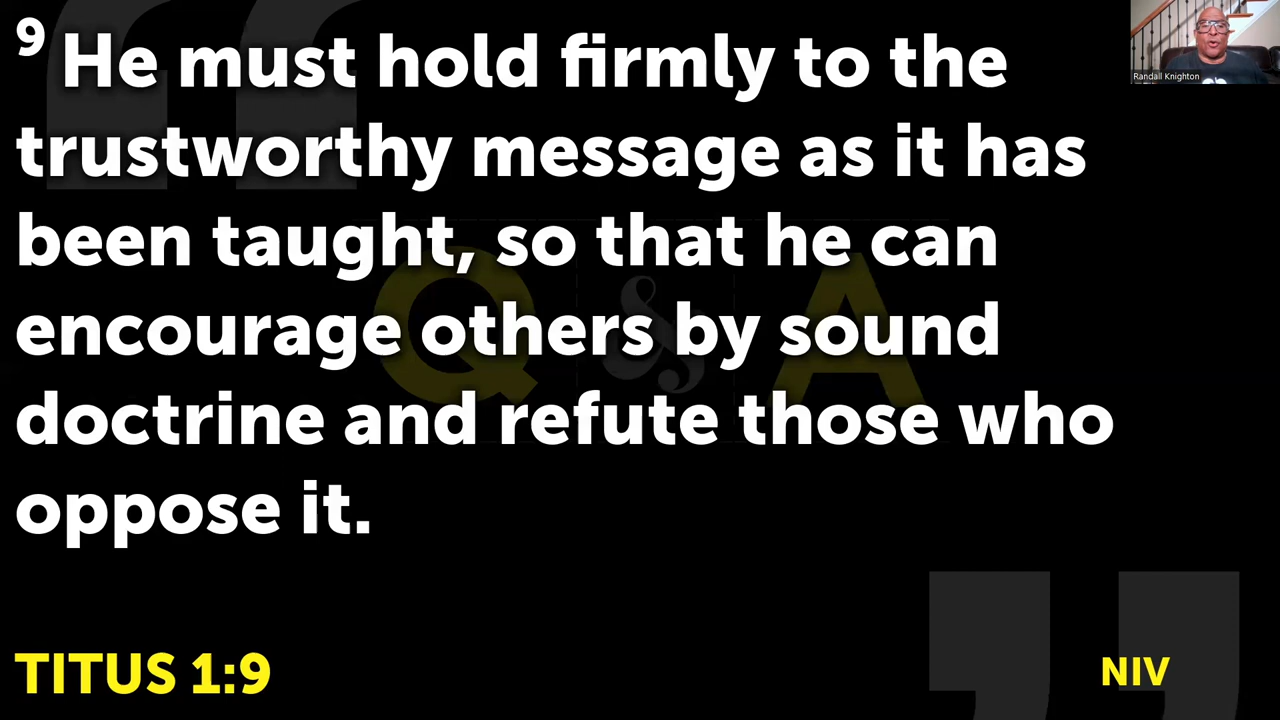 9 He must hold firmly to the
trustworthy message as it has
been taught, so that he can
encourage others by sound
doctrine and refute those who
oppose it.
TITUS 1:9
NIV
Q & A
Randall Knighton